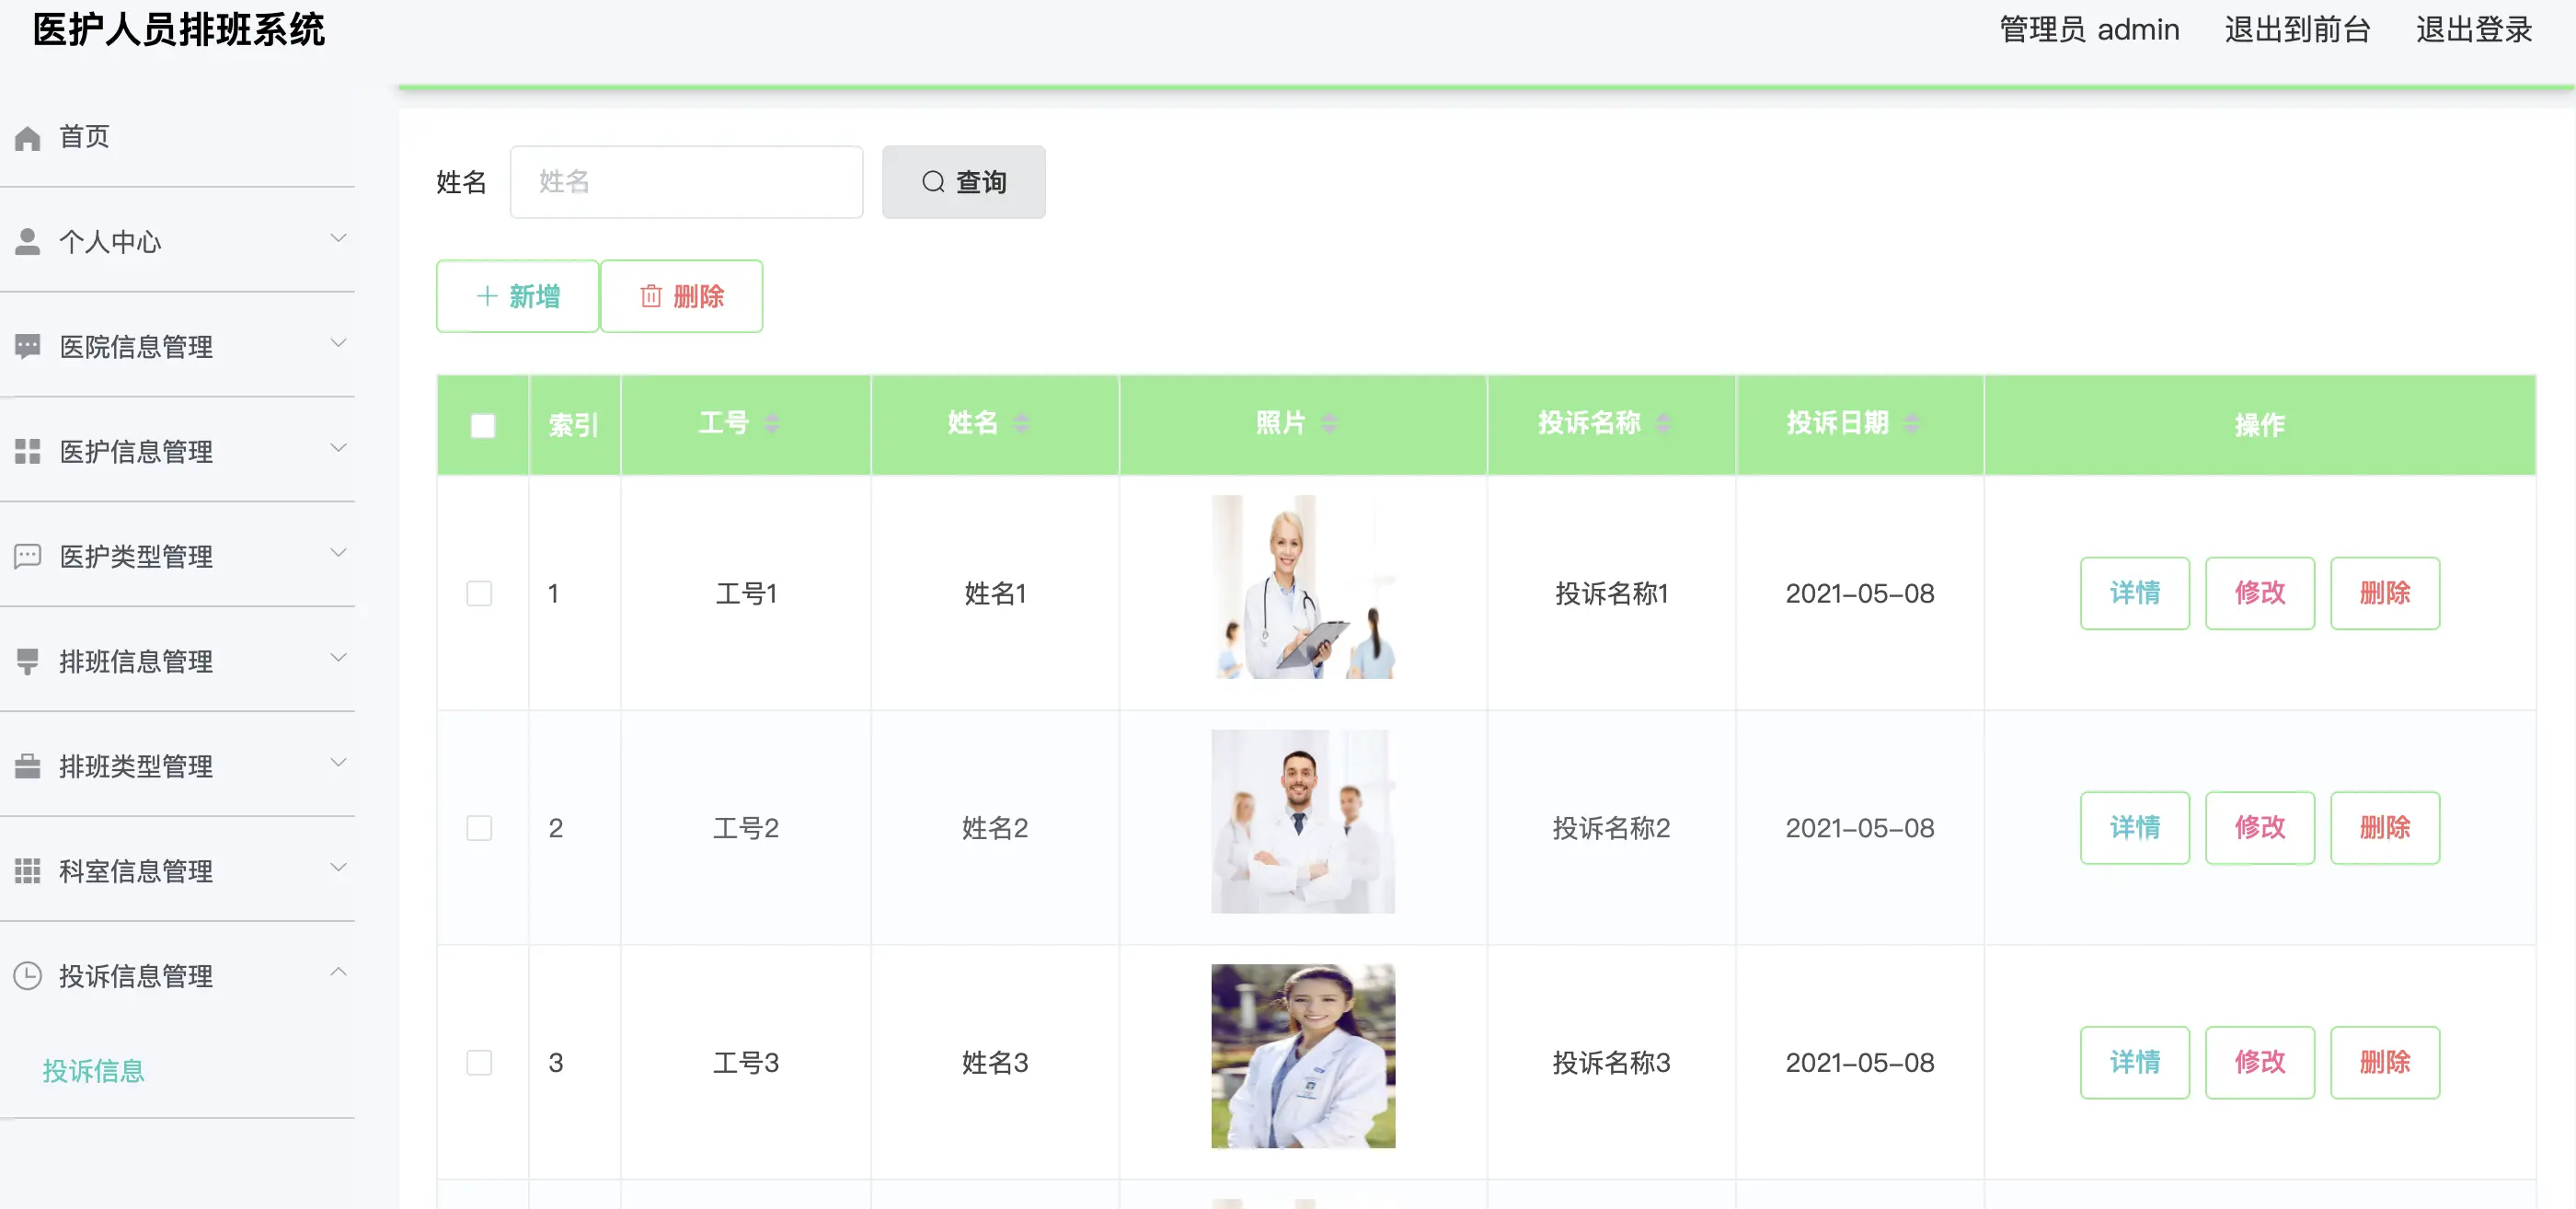 医护人员排班系统
管理员 admin 退出到前台 退出登录
首页
个人中心
医院信息管理
医护信息管理
医护类型管理
排班信息管理
排班类型管理
科室信息管理
投诉信息管理
投诉信息
姓名 姓名 查询
新增 删除
索引 工号 姓名 照片 投诉名称 投诉日期 操作
1 工号1 姓名1 投诉名称1 2021-05-08 详情 修改 删除
2 工号2 姓名2 投诉名称2 2021-05-08 详情 修改 删除
3 工号3 姓名3 投诉名称3 2021-05-08 详情 修改 删除